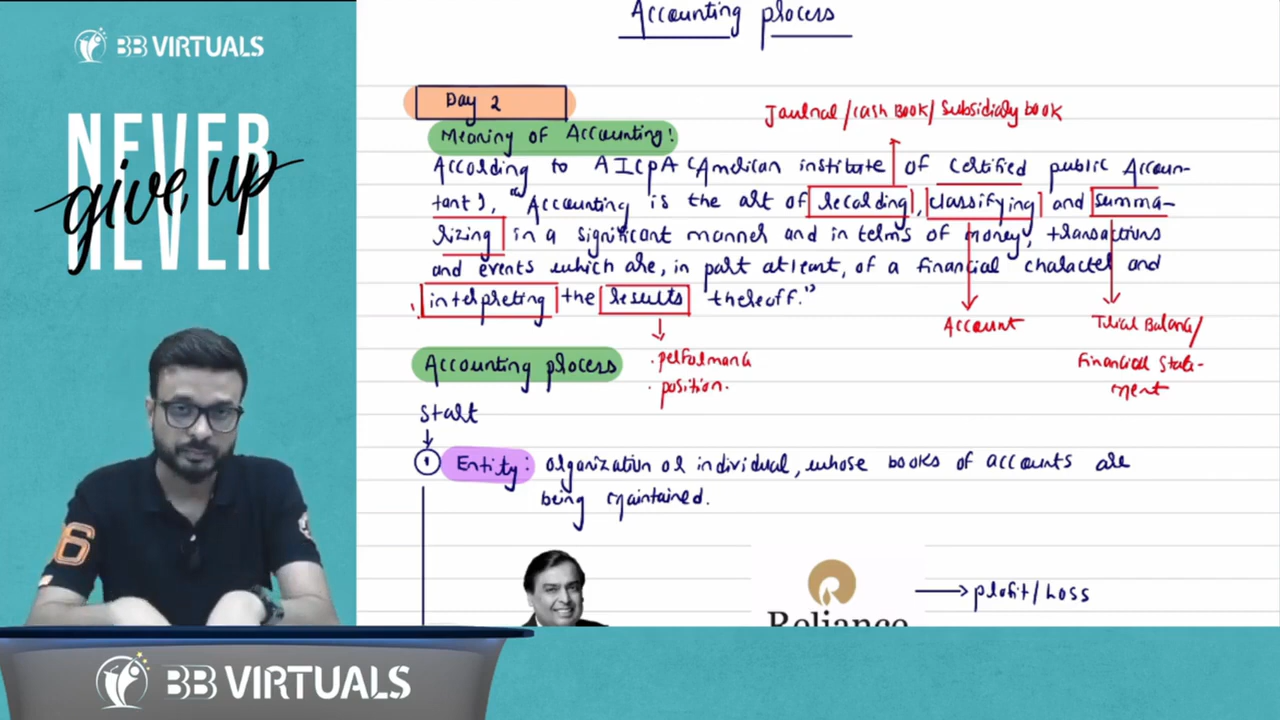 BB VIRTUALS
NEVER
give up
NEVER
6
Accounting process
Day 2
Journal/cash Book/Subsidiary book
Meaning of Accounting:
According to AICPA (American institute of certified public Accoun-
tant), "Accounting is the art of recording, classifying and summa-
rizing in a significant manner and in terms of money, transactions
and events which are, in part atleast, of a financial character and
interpreting the results thereoff."
Account
Trial Balance/
Financial State-
ment
. performance
. position.
Accounting process
Start
1 Entity: organization or individual, whose books of accounts are
being maintained.
Reliance
profit/Loss
BB VIRTUALS